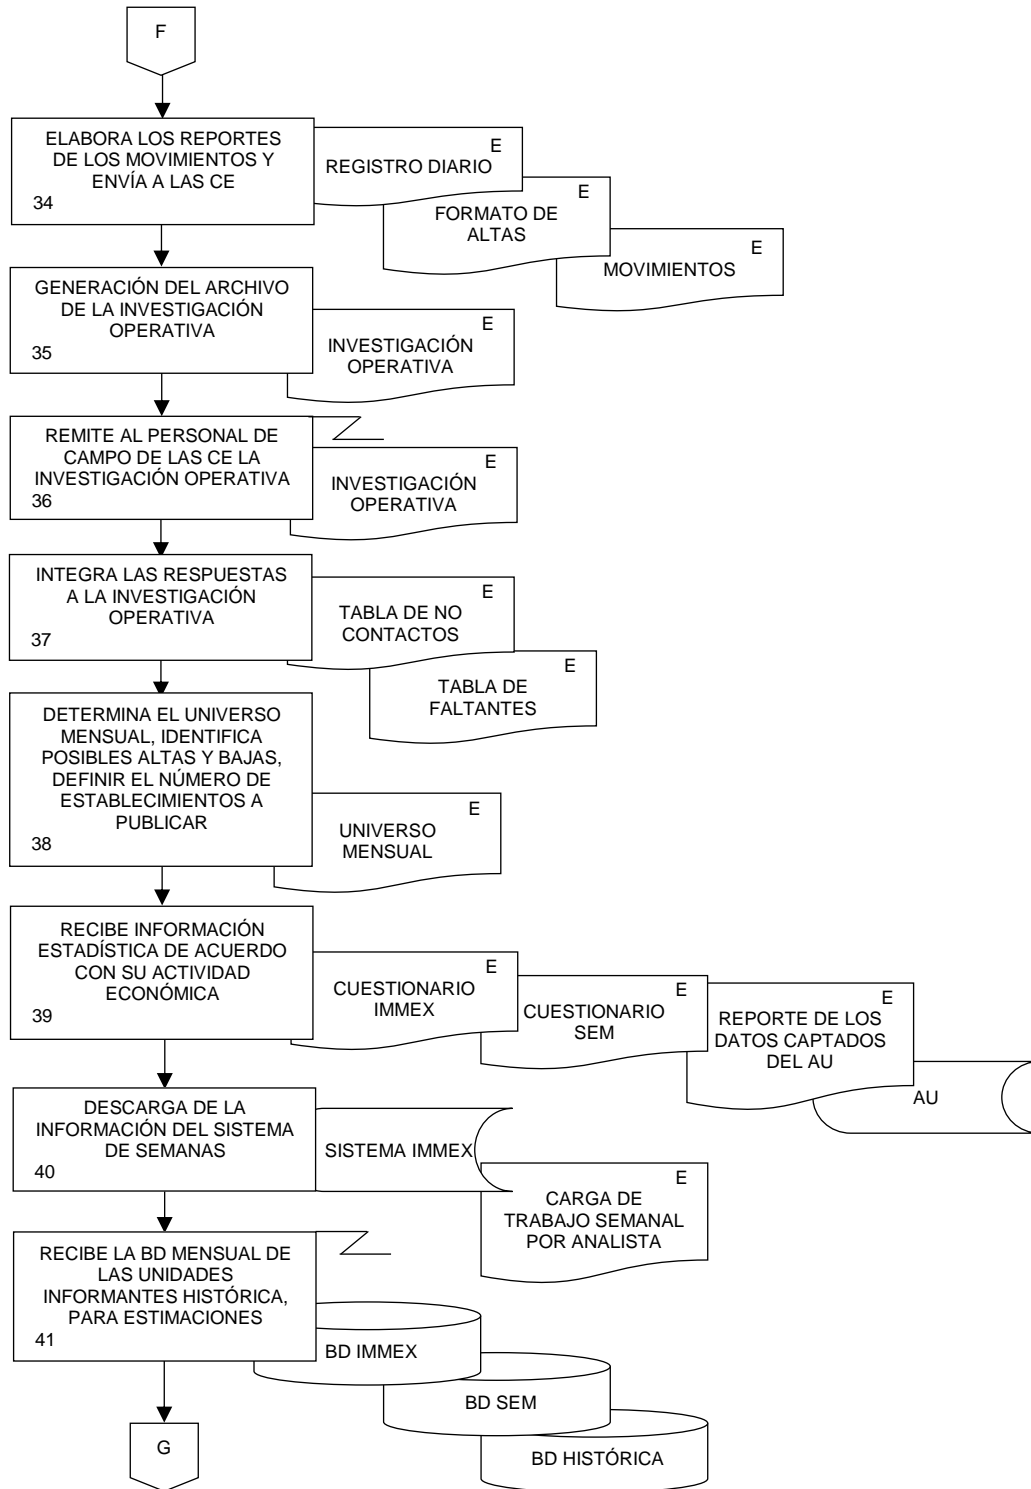 F
ELABORA LOS REPORTES
DE LOS MOVIMIENTOS Y
ENVÍA A LAS CE
34
E
REGISTRO DIARIO
E
FORMATO DE
ALTAS
E
MOVIMIENTOS
GENERACIÓN DEL ARCHIVO
DE LA INVESTIGACIÓN
OPERATIVA
35
E
INVESTIGACIÓN
OPERATIVA
REMITE AL PERSONAL DE
CAMPO DE LAS CE LA
INVESTIGACIÓN OPERATIVA
36
E
INVESTIGACIÓN
OPERATIVA
INTEGRA LAS RESPUESTAS
A LA INVESTIGACIÓN
OPERATIVA
37
E
TABLA DE NO
CONTACTOS
E
TABLA DE
FALTANTES
DETERMINA EL UNIVERSO
MENSUAL, IDENTIFICA
POSIBLES ALTAS Y BAJAS,
DEFINIR EL NÚMERO DE
ESTABLECIMIENTOS A
PUBLICAR
38
E
UNIVERSO
MENSUAL
RECIBE INFORMACIÓN
ESTADÍSTICA DE ACUERDO
CON SU ACTIVIDAD
ECONÓMICA
39
E
CUESTIONARIO
IMMEX
E
CUESTIONARIO
SEM
E
REPORTE DE LOS
DATOS CAPTADOS
DEL AU
AU
DESCARGA DE LA
INFORMACIÓN DEL SISTEMA
DE SEMANAS
40
SISTEMA IMMEX
E
CARGA DE
TRABAJO SEMANAL
POR ANALISTA
RECIBE LA BD MENSUAL DE
LAS UNIDADES
INFORMANTES HISTÓRICA,
PARA ESTIMACIONES
41
BD IMMEX
BD SEM
BD HISTÓRICA
G